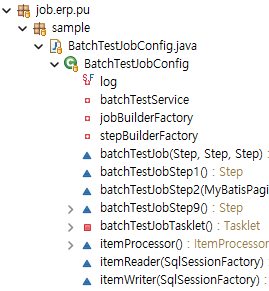 job.erp.pu
sample
BatchTestJobConfig.java
BatchTestJobConfig
log
batchTestService
jobBuilderFactory
stepBuilderFactory
batchTestJob(Step, Step, Step) :
batchTestJobStep1() : Step
batchTestJobStep2(MyBatisPagi
batchTestJobStep9() : Step
batchTestJobTasklet() : Tasklet
itemProcessor() : ItemProcessor
itemReader(SqlSessionFactory)
itemWriter(SqlSessionFactory) :